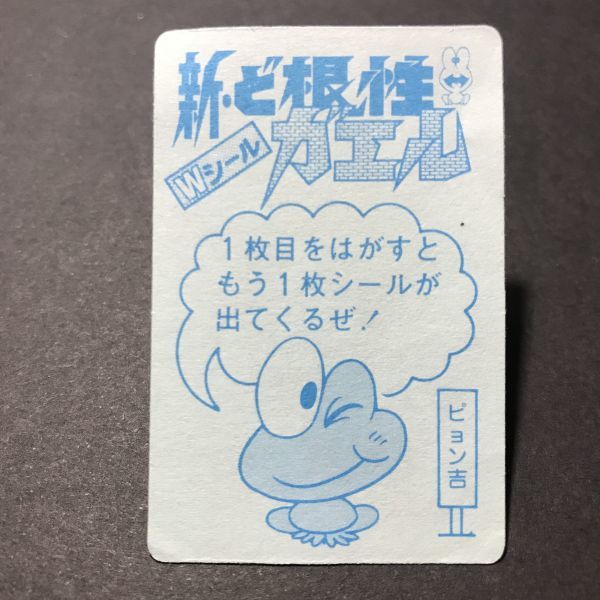 新・ど根性
ガエル
Wシール
1枚目をはがすと
もう1枚シールが
出てくるぜ!
ピョン吉